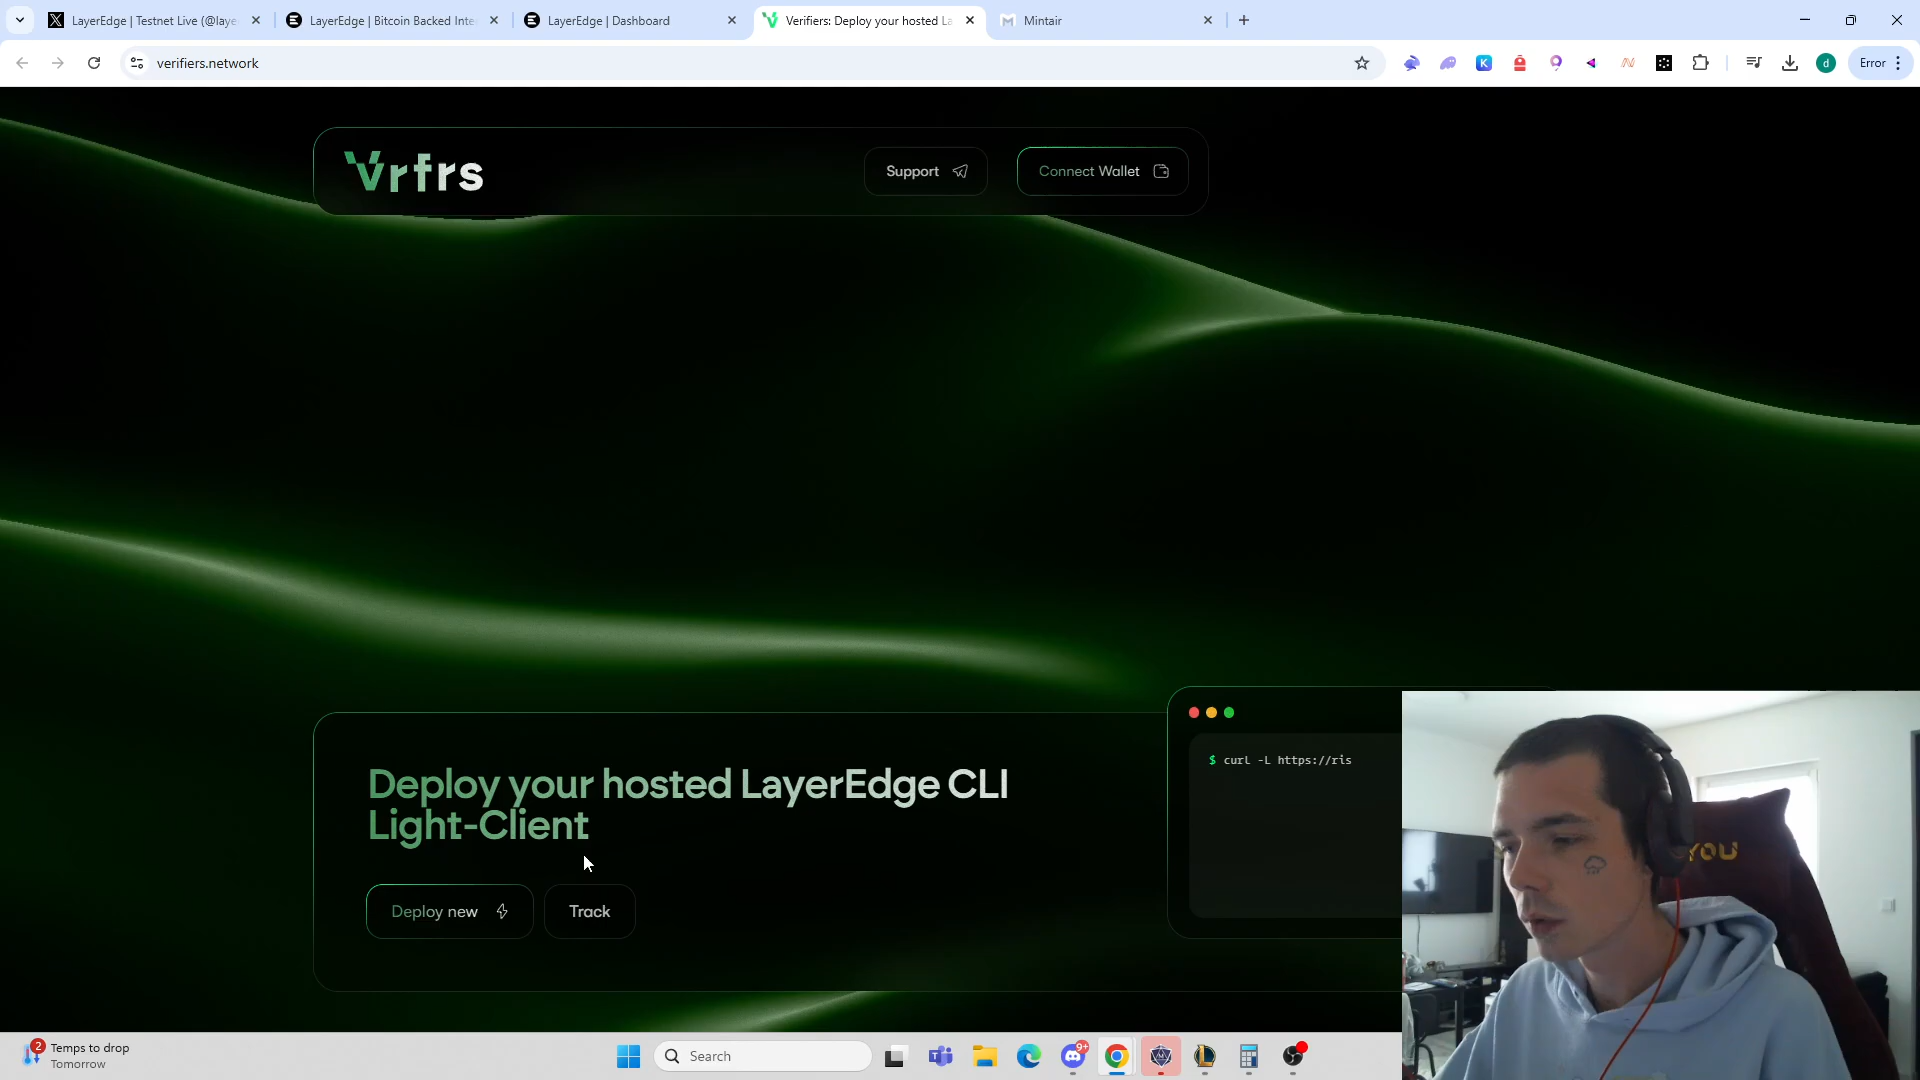 LayerEdge | Testnet Live (@laye
LayerEdge | Bitcoin Backed Inte
LayerEdge | Dashboard
Verifiers: Deploy your hosted La
Mintair
verifiers.network
Error
Vrfrs
Support
Connect Wallet
$ curl -L https://ris
Deploy your hosted LayerEdge CLI
Light-Client
Deploy new
Track
YOU
2
Temps to drop
Tomorrow
Search
9+